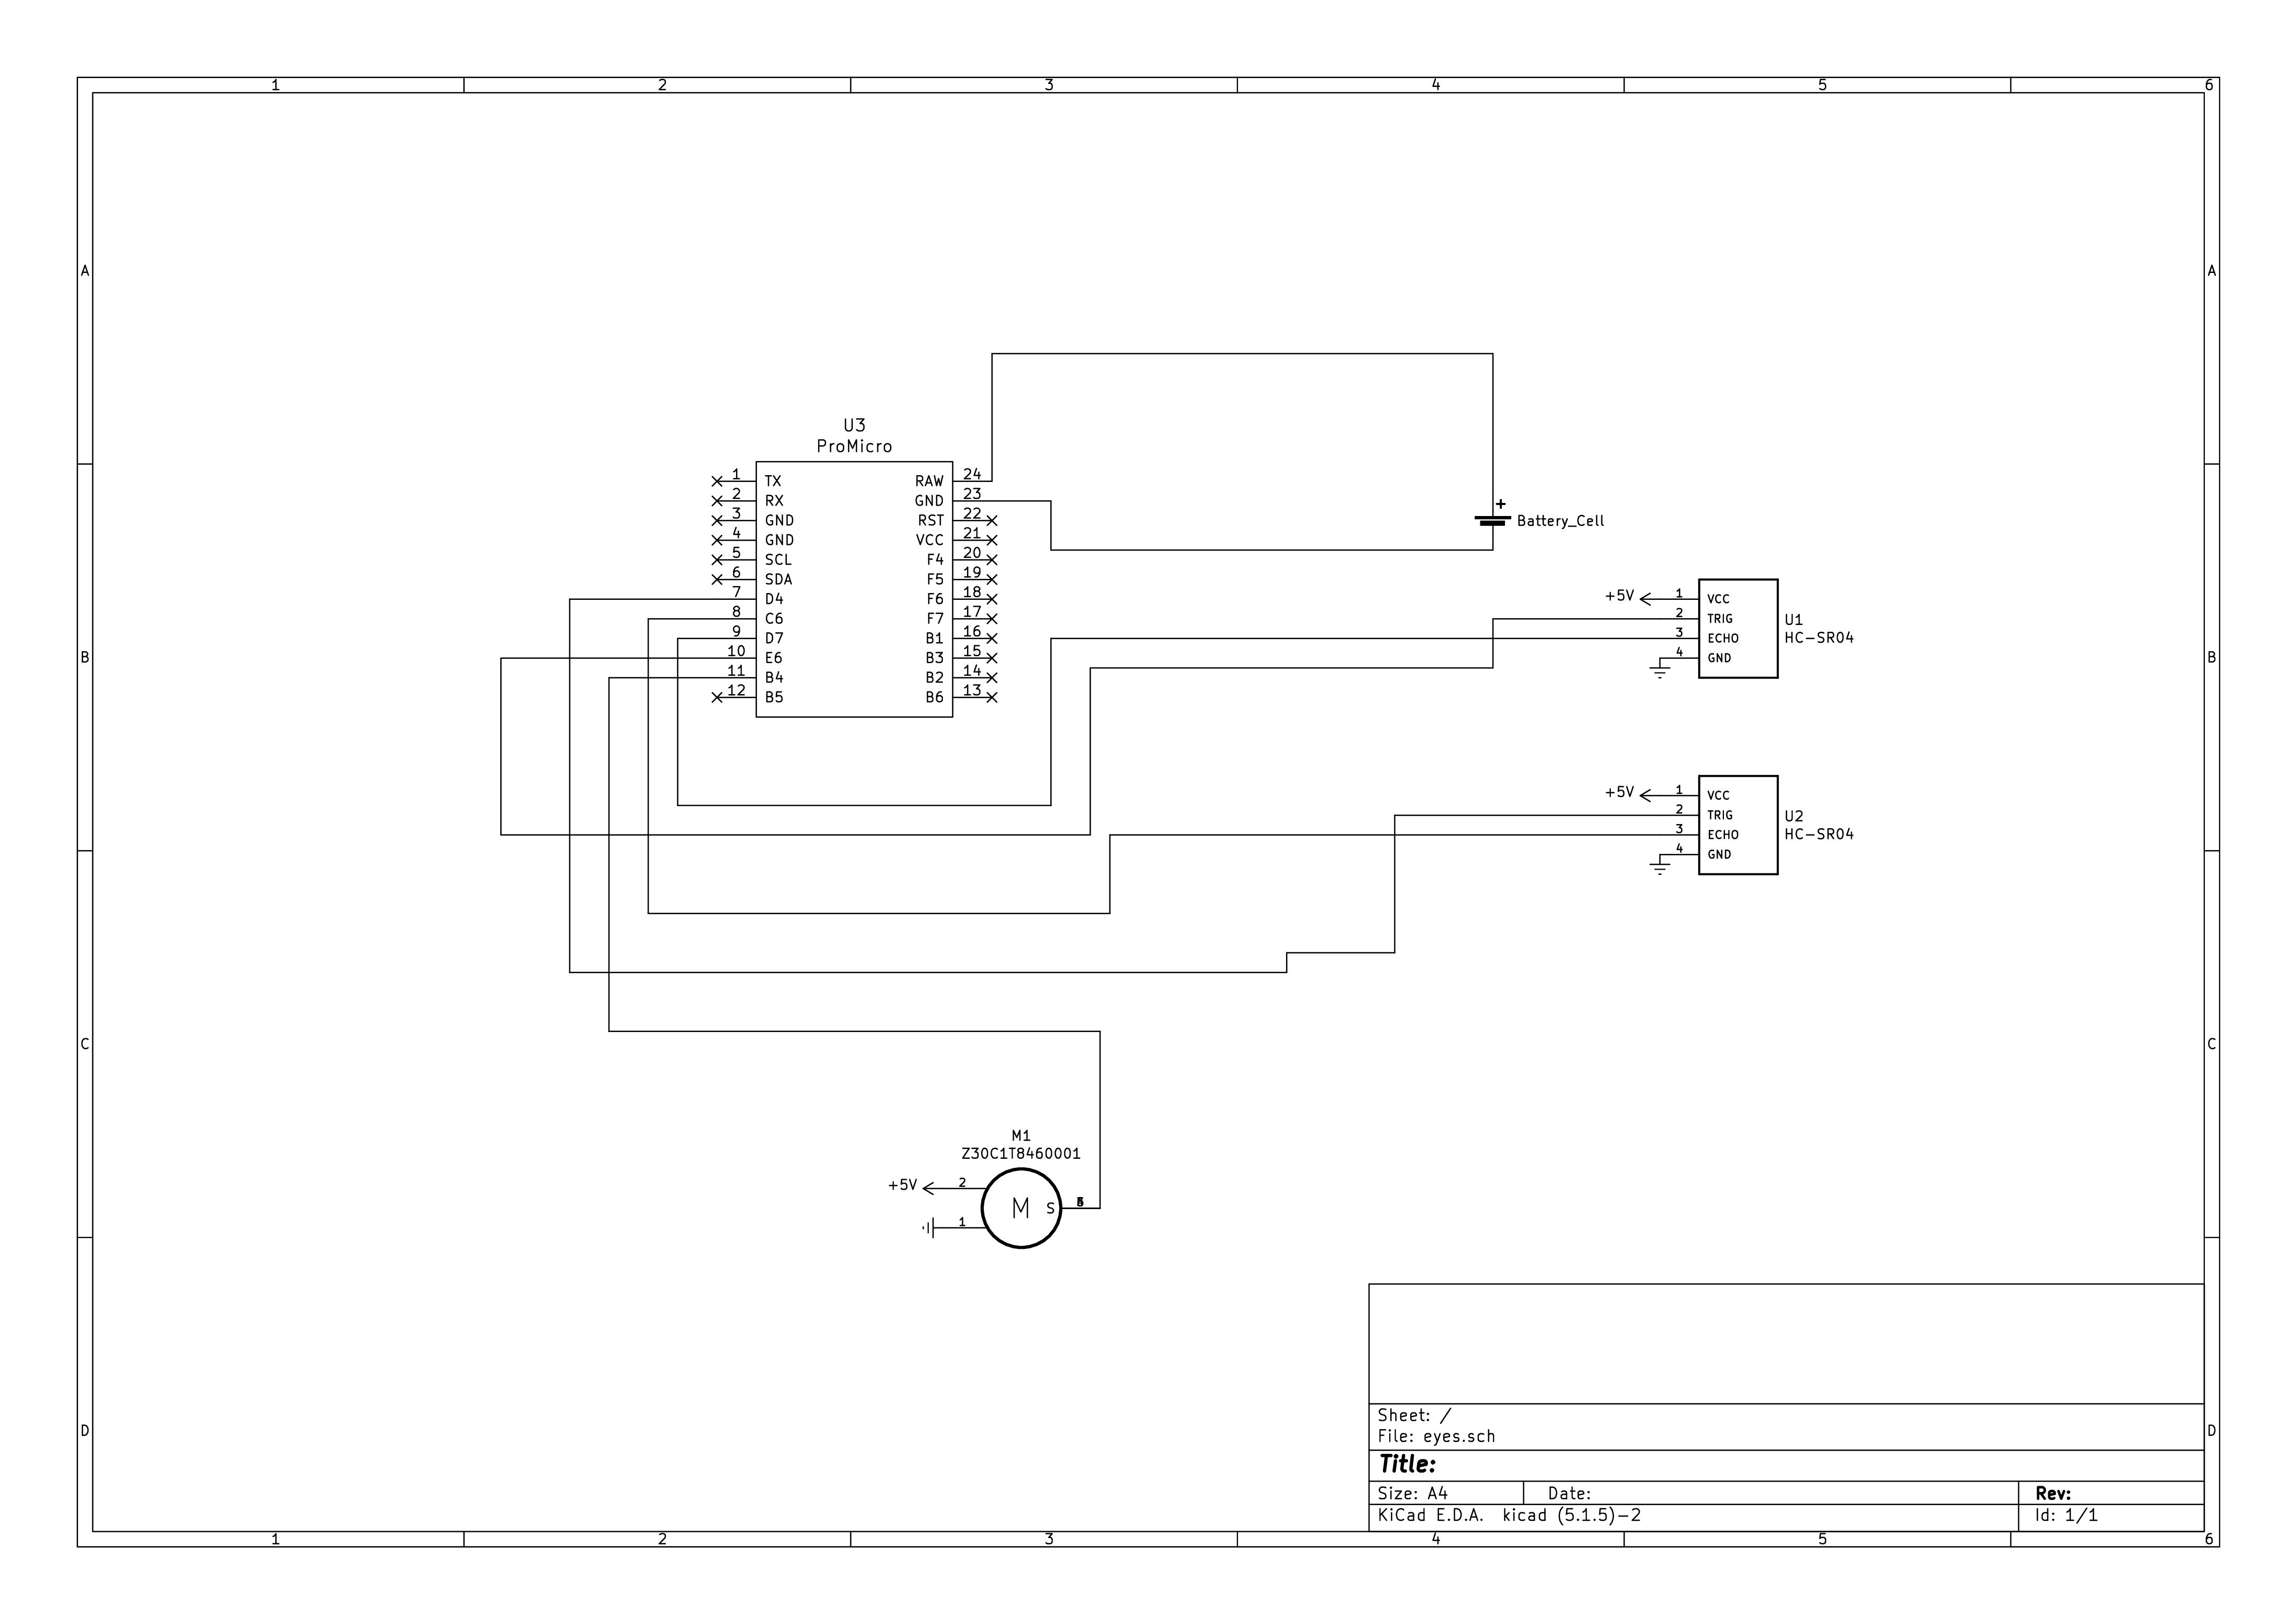 1 2 3 4 5 6
A A
U3
ProMicro
1 TX RAW 24
2 RX GND 23
3 GND RST 22
4 GND VCC 21
5 SCL F4 20
6 SDA F5 19
7 D4 F6 18
8 C6 F7 17
9 D7 B1 16
10 E6 B3 15
11 B4 B2 14
12 B5 B6 13
+
Battery_Cell
+5V 1 VCC
2 TRIG
3 ECHO
4 GND
U1
HC-SR04
B B
+5V 1 VCC
2 TRIG
3 ECHO
4 GND
U2
HC-SR04
C C
M1
Z30C1T8460001
+5V 2
M S
1
D D
Sheet: /
File: eyes.sch
Title:
Size: A4 Date: Rev:
KiCad E.D.A. kicad (5.1.5)-2 Id: 1/1
1 2 3 4 5 6